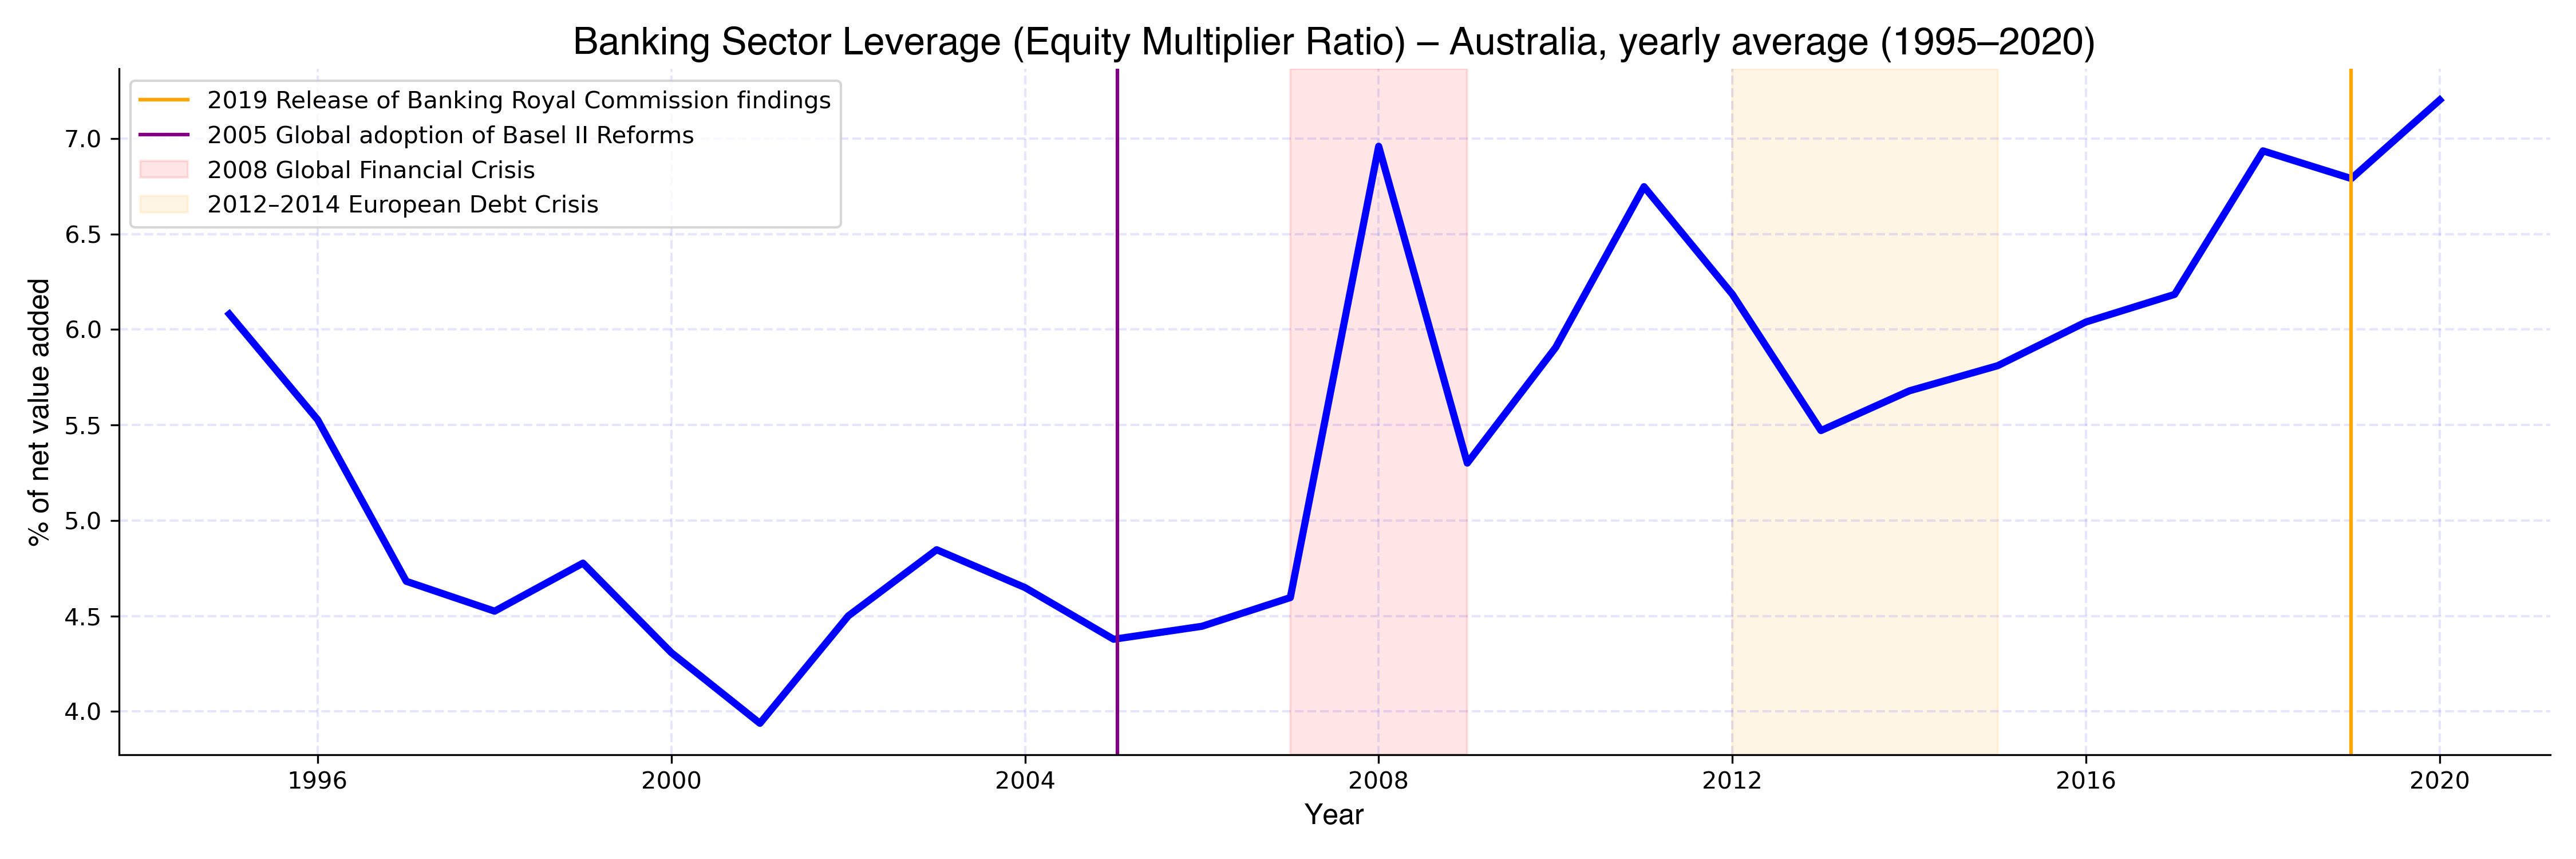 Banking Sector Leverage (Equity Multiplier Ratio) – Australia, yearly average (1995–2020)
2019 Release of Banking Royal Commission findings
2005 Global adoption of Basel II Reforms
2008 Global Financial Crisis
2012–2014 European Debt Crisis
% of net value added
7.0
6.5
6.0
5.5
5.0
4.5
4.0
1996 2000 2004 2008 2012 2016 2020
Year